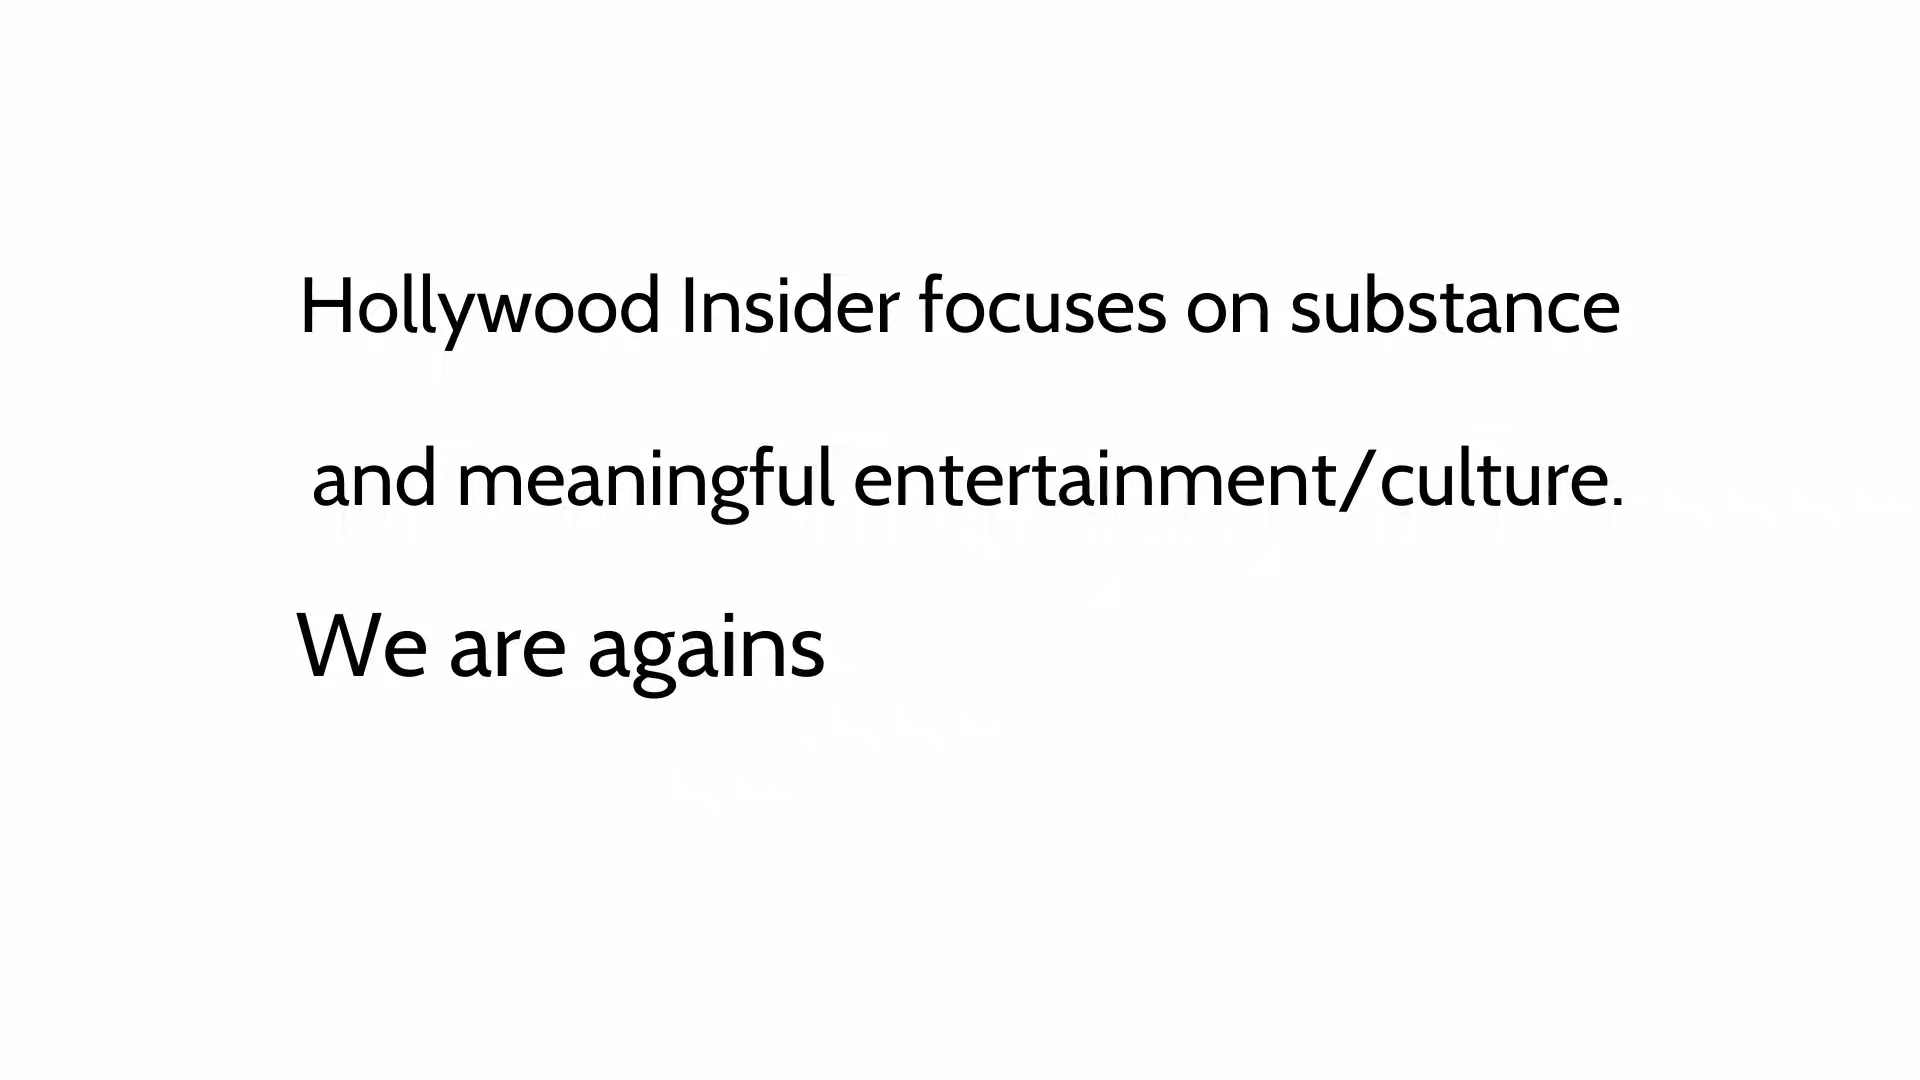 Hollywood Insider focuses on substance
and meaningful entertainment/culture.
We are agains